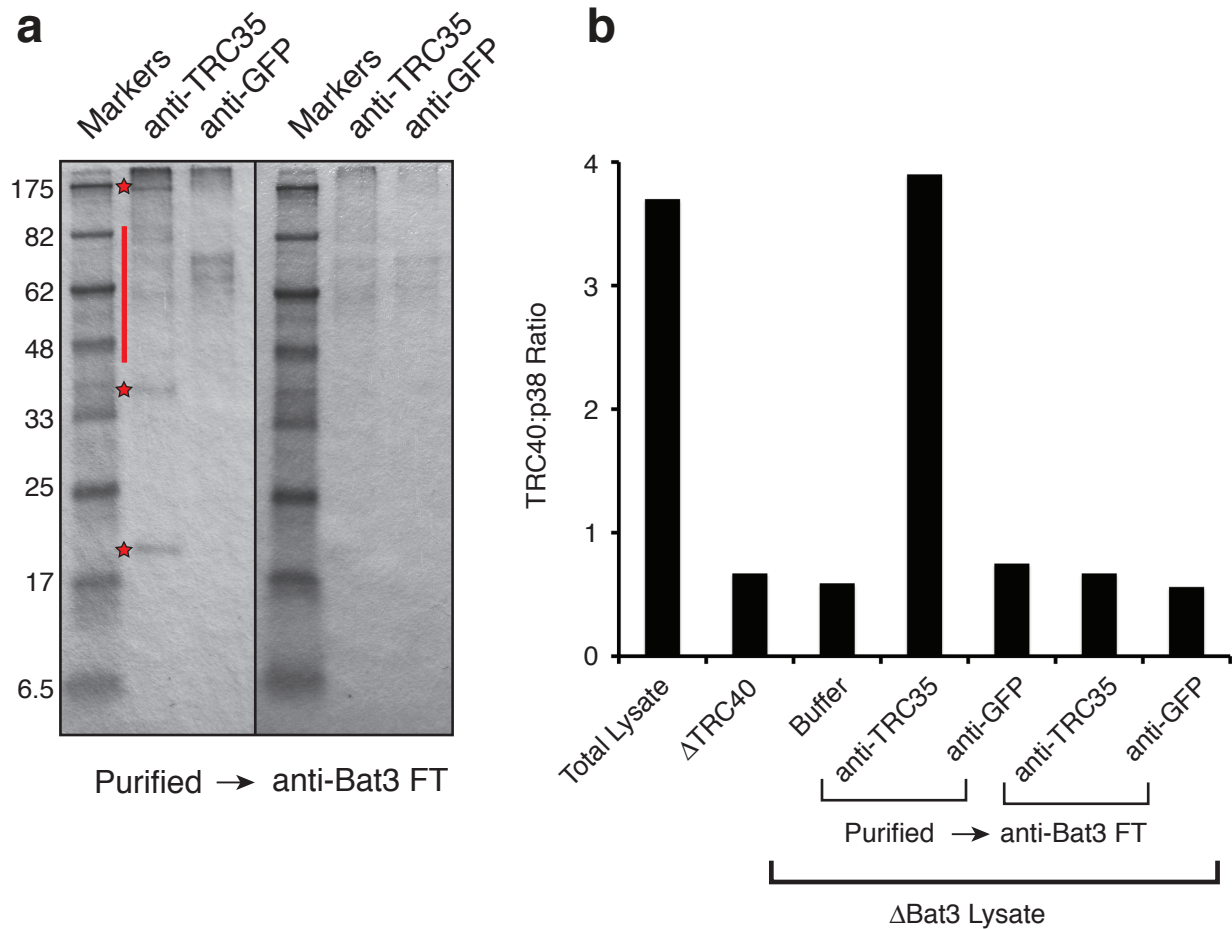 a
Markers
anti-TRC35
anti-GFP
Markers
anti-TRC35
anti-GFP
175
82
62
48
33
25
17
6.5
Purified → anti-Bat3 FT
b
TRC40:p38 Ratio
4
3
2
1
0
Total Lysate
ΔTRC40
Buffer
anti-TRC35
anti-GFP
anti-TRC35
anti-GFP
Purified → anti-Bat3 FT
ΔBat3 Lysate